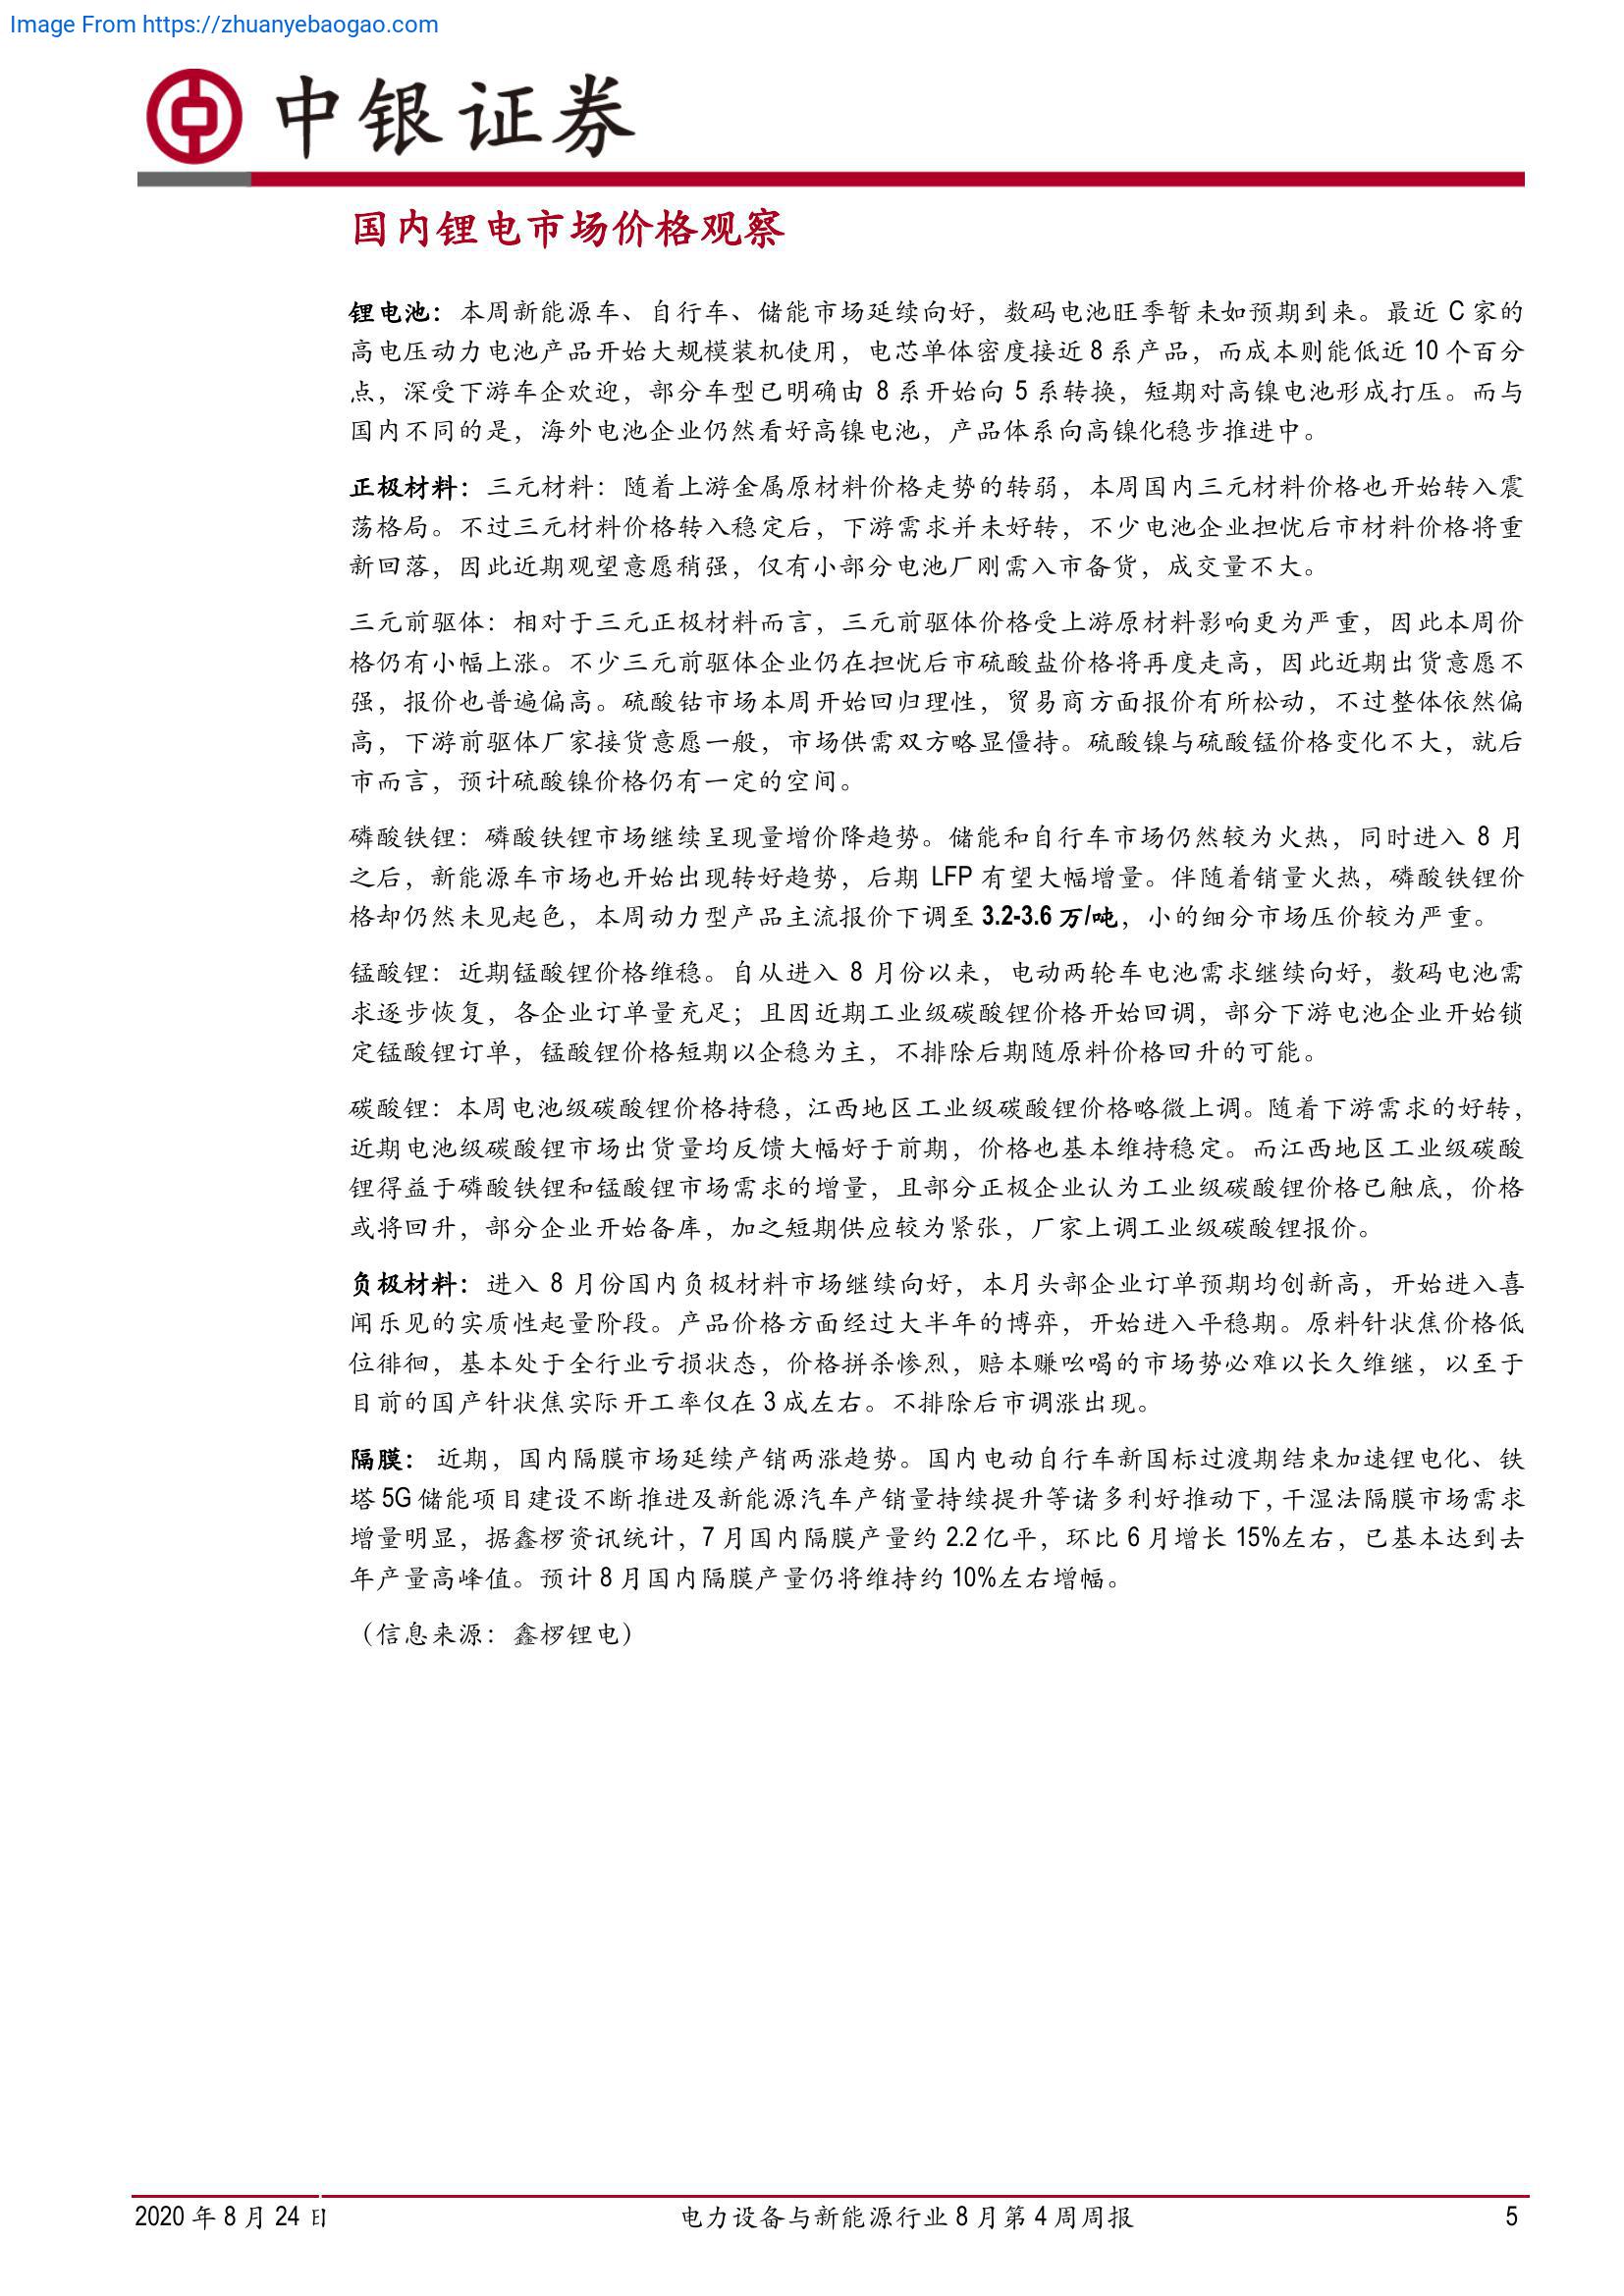 Image From https://zhuanyebaogao.com
中银证券
国内锂电市场价格观察
锂电池：本周新能源车、自行车、储能市场延续向好，数码电池旺季暂未如预期到来。最近 C 家的
高电压动力电池产品开始大规模装机使用，电芯单体密度接近 8 系产品，而成本则能低近 10 个百分
点，深受下游车企欢迎，部分车型已明确由 8 系开始向 5 系转换，短期对高镍电池形成打压。而与
国内不同的是，海外电池企业仍然看好高镍电池，产品体系向高镍化稳步推进中。
正极材料：三元材料：随着上游金属原材料价格走势的转弱，本周国内三元材料价格也开始转入震
荡格局。不过三元材料价格转入稳定后，下游需求并未好转，不少电池企业担忧后市材料价格将重
新回落，因此近期观望意愿稍强，仅有小部分电池厂刚需入市备货，成交量不大。
三元前驱体：相对于三元正极材料而言，三元前驱体价格受上游原材料影响更为严重，因此本周价
格仍有小幅上涨。不少三元前驱体企业仍在担忧后市硫酸盐价格将再度走高，因此近期出货意愿不
强，报价也普遍偏高。硫酸钴市场本周开始回归理性，贸易商方面报价有所松动，不过整体依然偏
高，下游前驱体厂家接货意愿一般，市场供需双方略显僵持。硫酸镍与硫酸锰价格变化不大，就后
市而言，预计硫酸镍价格仍有一定的空间。
磷酸铁锂：磷酸铁锂市场继续呈现量增价降趋势。储能和自行车市场仍然较为火热，同时进入 8 月
之后，新能源车市场也开始出现转好趋势，后期 LFP 有望大幅增量。伴随着销量火热，磷酸铁锂价
格却仍然未见起色，本周动力型产品主流报价下调至 3.2-3.6 万/吨，小的细分市场压价较为严重。
锰酸锂：近期锰酸锂价格维稳。自从进入 8 月份以来，电动两轮车电池需求继续向好，数码电池需
求逐步恢复，各企业订单量充足；且因近期工业级碳酸锂价格开始回调，部分下游电池企业开始锁
定锰酸锂订单，锰酸锂价格短期以企稳为主，不排除后期随原料价格回升的可能。
碳酸锂：本周电池级碳酸锂价格持稳，江西地区工业级碳酸锂价格略微上调。随着下游需求的好转，
近期电池级碳酸锂市场出货量均反馈大幅好于前期，价格也基本维持稳定。而江西地区工业级碳酸
锂得益于磷酸铁锂和锰酸锂市场需求的增量，且部分正极企业认为工业级碳酸锂价格已触底，价格
或将回升，部分企业开始备库，加之短期供应较为紧张，厂家上调工业级碳酸锂报价。
负极材料：进入 8 月份国内负极材料市场继续向好，本月头部企业订单预期均创新高，开始进入喜
闻乐见的实质性起量阶段。产品价格方面经过大半年的博弈，开始进入平稳期。原料针状焦价格低
位徘徊，基本处于全行业亏损状态，价格拼杀惨烈，赔本赚吆喝的市场势必难以长久维继，以至于
目前的国产针状焦实际开工率仅在 3 成左右。不排除后市调涨出现。
隔膜： 近期，国内隔膜市场延续产销两涨趋势。国内电动自行车新国标过渡期结束加速锂电化、铁
塔 5G 储能项目建设不断推进及新能源汽车产销量持续提升等诸多利好推动下，干湿法隔膜市场需求
增量明显，据鑫椤资讯统计，7 月国内隔膜产量约 2.2 亿平，环比 6 月增长 15%左右，已基本达到去
年产量高峰值。预计 8 月国内隔膜产量仍将维持约 10%左右增幅。
（信息来源：鑫椤锂电）
2020 年 8 月 24 日 电力设备与新能源行业 8 月第 4 周周报 5